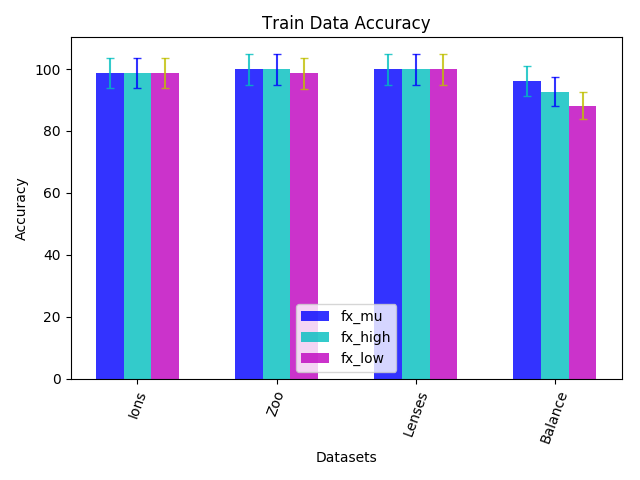 Train Data Accuracy
100
80
60
40
20
0
Accuracy
fx_mu
fx_high
fx_low
Ions
Zoo
Lenses
Balance
Datasets